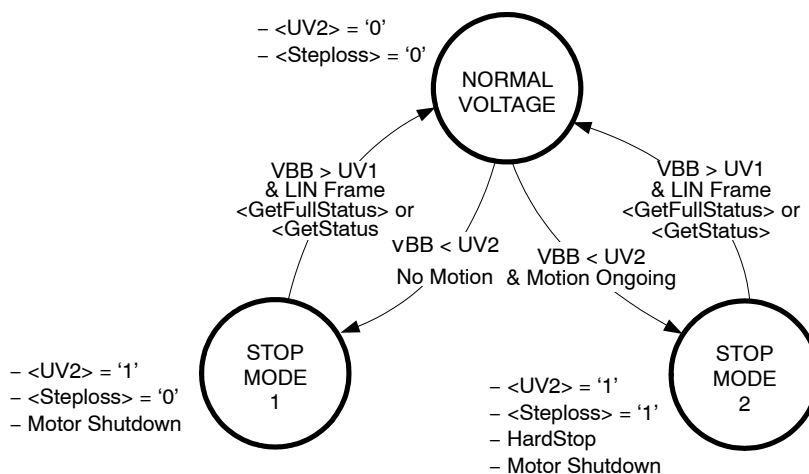 – <UV2> = ‘0’
– <Steploss> = ‘0’
NORMAL
VOLTAGE
VBB > UV1
& LIN Frame
<GetFullStatus> or
<GetStatus
vBB < UV2
No Motion
VBB < UV2
& Motion Ongoing
VBB > UV1
& LIN Frame
<GetFullStatus> or
<GetStatus>
STOP
MODE
1
– <UV2> = ‘1’
– <Steploss> = ‘0’
– Motor Shutdown
STOP
MODE
2
– <UV2> = ‘1’
– <Steploss> = ‘1’
– HardStop
– Motor Shutdown